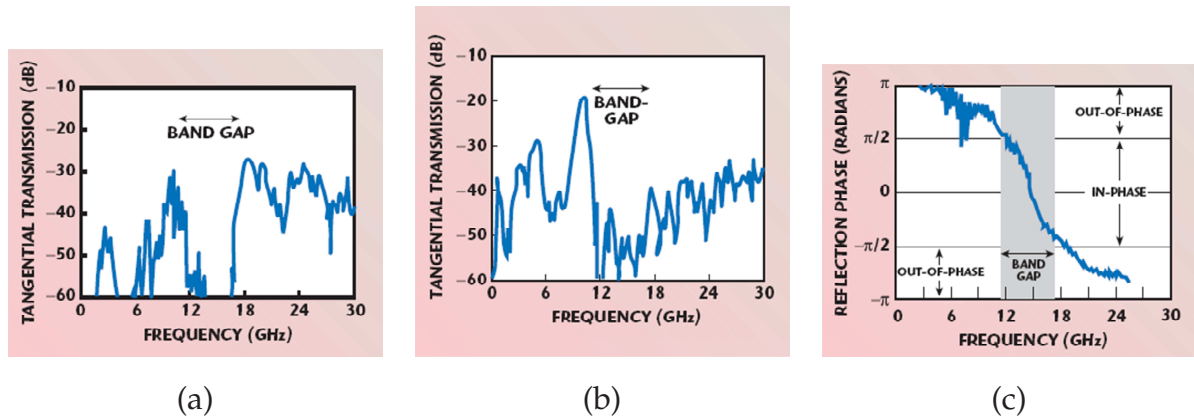 TANGENTIAL TRANSMISSION (dB)
−10
−20
−30
−40
−50
−60
BAND GAP
0
6
12
18
24
30
FREQUENCY (GHz)
(a)
TANGENTIAL TRANSMISSION (dB)
−10
−20
−30
−40
−50
−60
BAND-
GAP
0
6
12
18
24
30
FREQUENCY (GHz)
(b)
REFLECTION PHASE (RADIANS)
π
π/2
0
−π/2
−π
OUT-OF-PHASE
IN-PHASE
OUT-OF-PHASE
BAND
GAP
0
6
12
18
24
30
FREQUENCY (GHz)
(c)